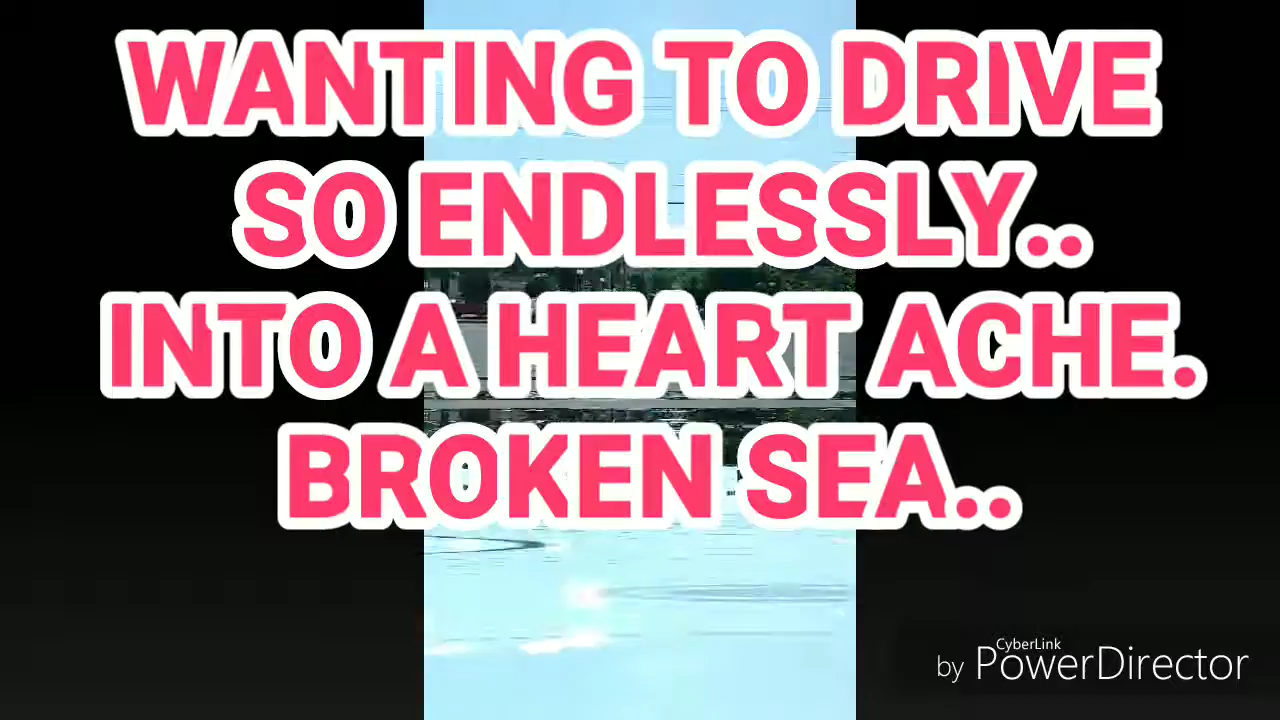 WANTING TO DRIVE
SO ENDLESSLY..
INTO A HEART ACHE.
BROKEN SEA..
CyberLink
by PowerDirector